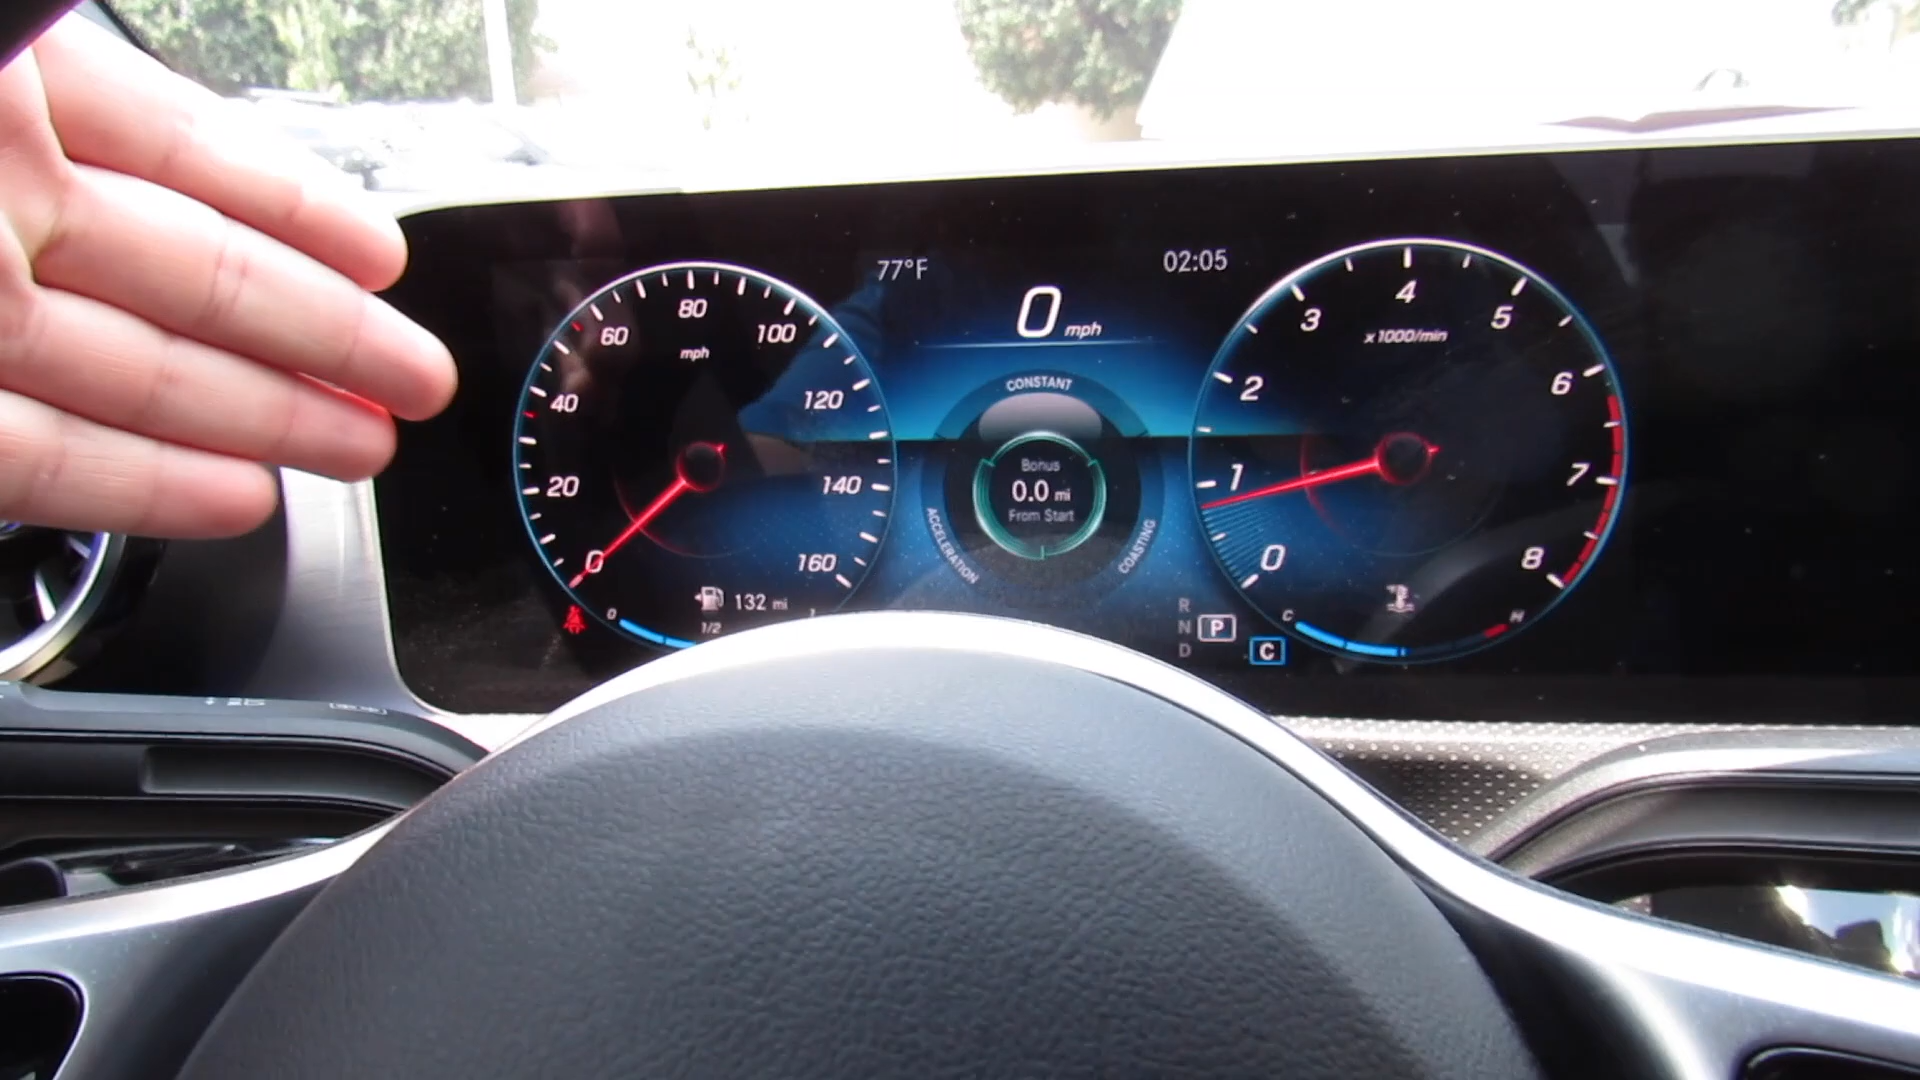 77°F
02:05
0 mph
80
60
100
mph
40
120
20
140
0
160
132 mi
0
1/2
1
CONSTANT
Bonus
0.0 mi
From Start
ACCELERATION
COASTING
4
3
5
x1000/min
2
6
1
7
0
8
R
N
P
D
C
C
H